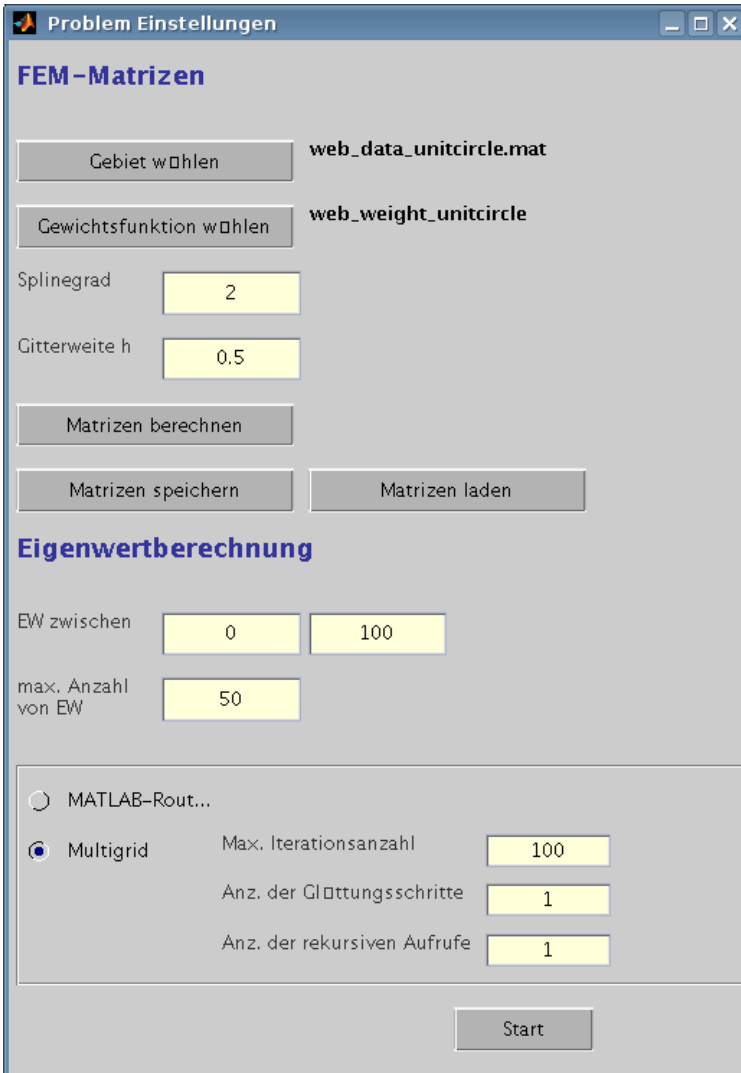 Problem Einstellungen
FEM-Matrizen
Gebiet w□hlen
web_data_unitcircle.mat
Gewichtsfunktion w□hlen
web_weight_unitcircle
Splinegrad
2
Gitterweite h
0.5
Matrizen berechnen
Matrizen speichern
Matrizen laden
Eigenwertberechnung
EW zwischen
0
100
max. Anzahl
von EW
50
MATLAB-Rout...
Multigrid
Max. Iterationsanzahl
100
Anz. der Gl□ttungsschritte
1
Anz. der rekursiven Aufrufe
1
Start